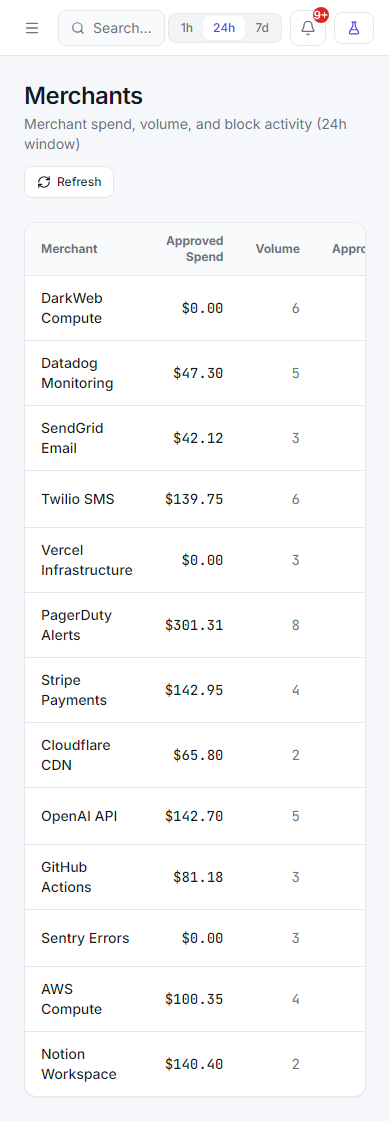 Search...
1h 24h 7d
9+
Merchants
Merchant spend, volume, and block activity (24h
window)
Refresh
Merchant Approved Spend Volume Appro
DarkWeb Compute $0.00 6
Datadog Monitoring $47.30 5
SendGrid Email $42.12 3
Twilio SMS $139.75 6
Vercel Infrastructure $0.00 3
PagerDuty Alerts $301.31 8
Stripe Payments $142.95 4
Cloudflare CDN $65.80 2
OpenAI API $142.70 5
GitHub Actions $81.18 3
Sentry Errors $0.00 3
AWS Compute $100.35 4
Notion Workspace $140.40 2